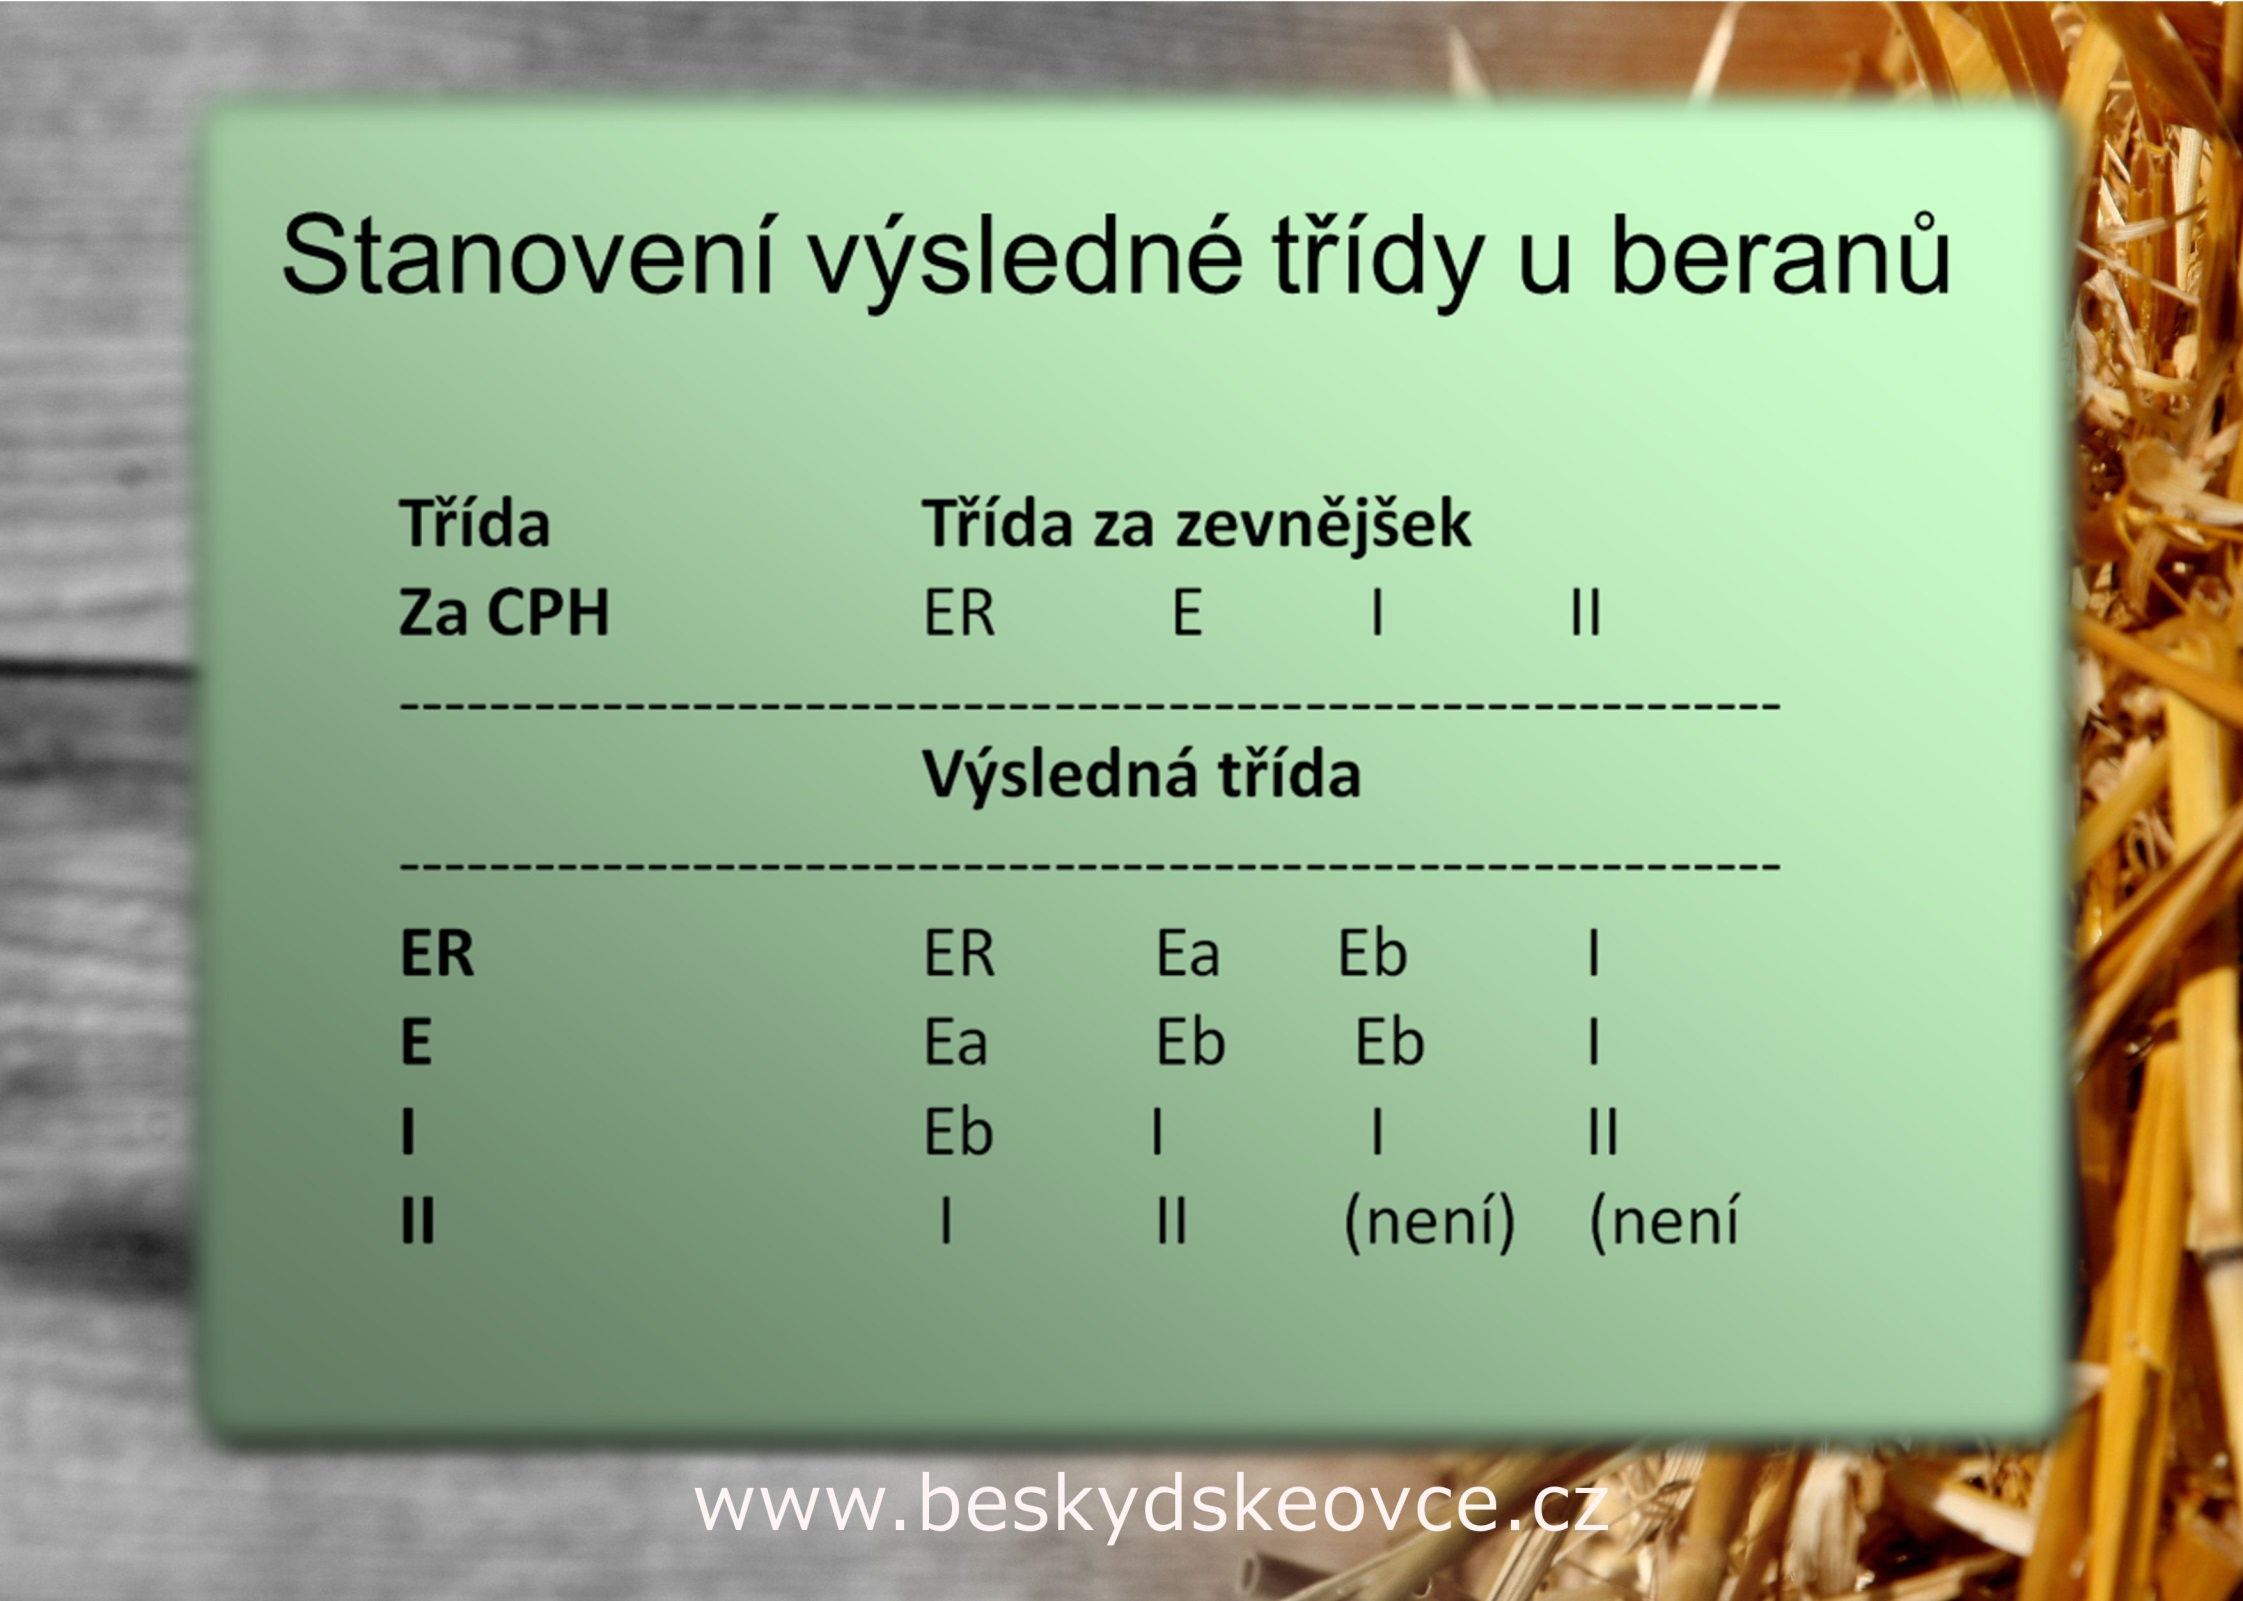 Stanovení výsledné třídy u beranů
Třída Třída za zevnějšek
Za CPH ER E I II
--------------------------------------------------------------
Výsledná třída
--------------------------------------------------------------
ER ER Ea Eb I
E Ea Eb Eb I
I Eb I I II
II I II (není) (není
www.beskydskeovce.cz